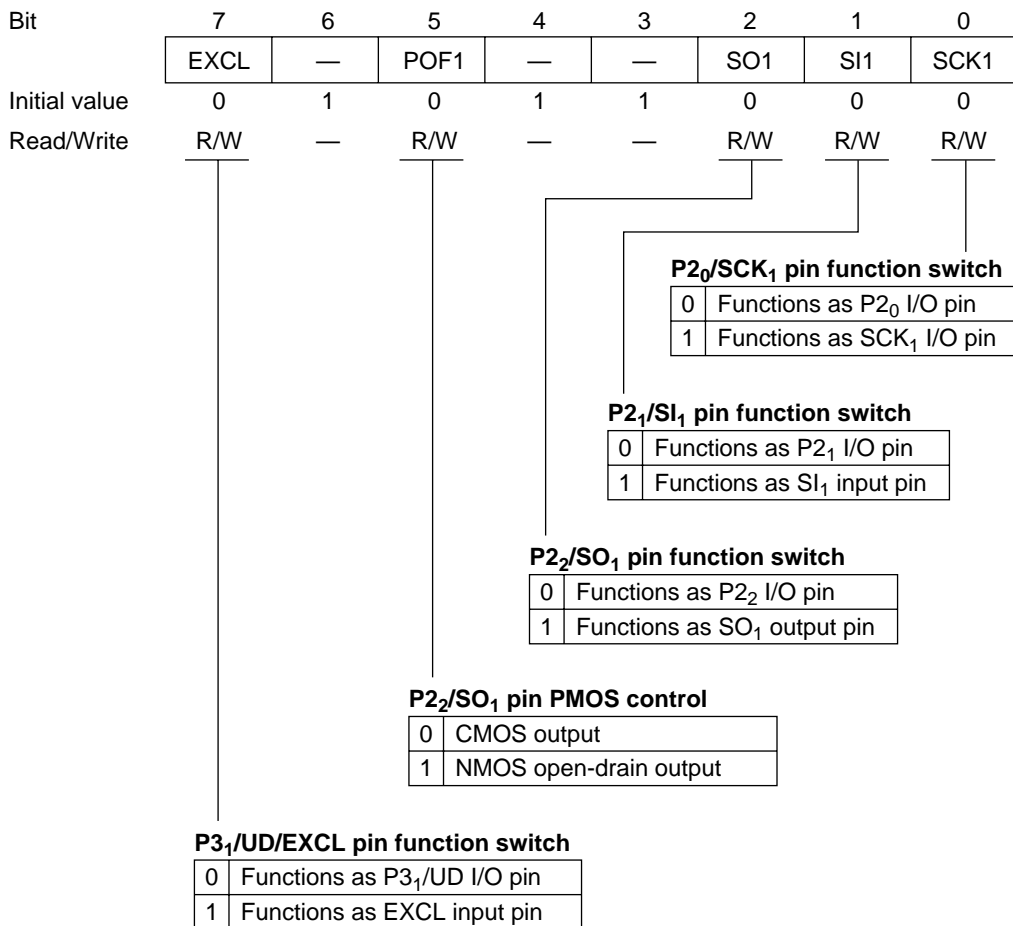 Bit 7 6 5 4 3 2 1 0
EXCL — POF1 — — SO1 SI1 SCK1
Initial value 0 1 0 1 1 0 0 0
Read/Write R/W — R/W — — R/W R/W R/W
P2₀/SCK₁ pin function switch
0 Functions as P2₀ I/O pin
1 Functions as SCK₁ I/O pin
P2₁/SI₁ pin function switch
0 Functions as P2₁ I/O pin
1 Functions as SI₁ input pin
P2₂/SO₁ pin function switch
0 Functions as P2₂ I/O pin
1 Functions as SO₁ output pin
P2₂/SO₁ pin PMOS control
0 CMOS output
1 NMOS open-drain output
P3₁/UD/EXCL pin function switch
0 Functions as P3₁/UD I/O pin
1 Functions as EXCL input pin